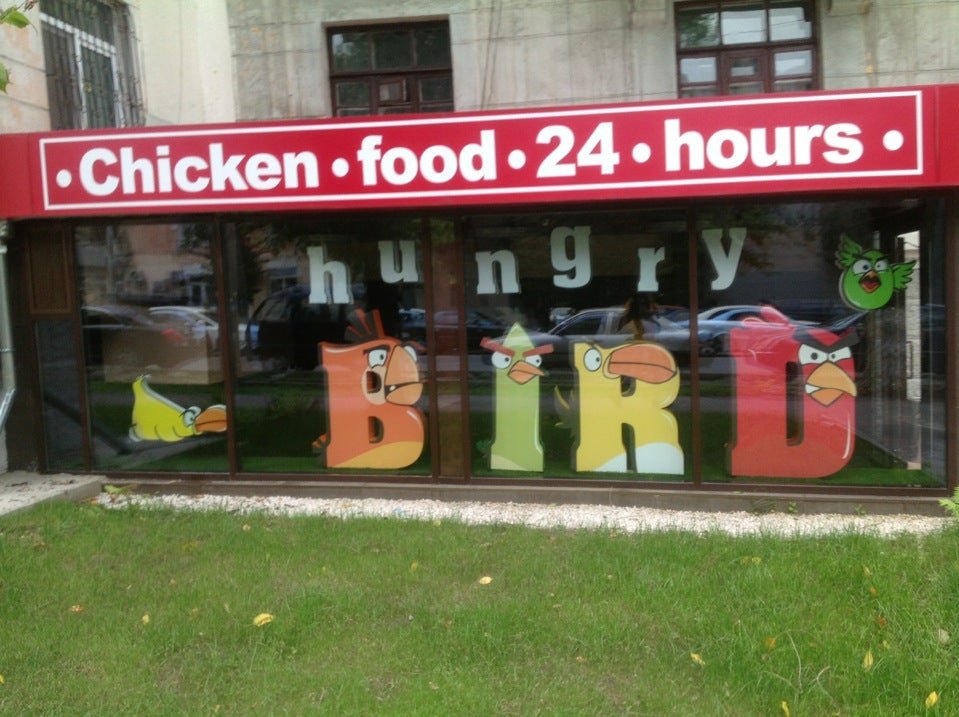 • Chicken • food • 24 • hours •
hungry
BIRD